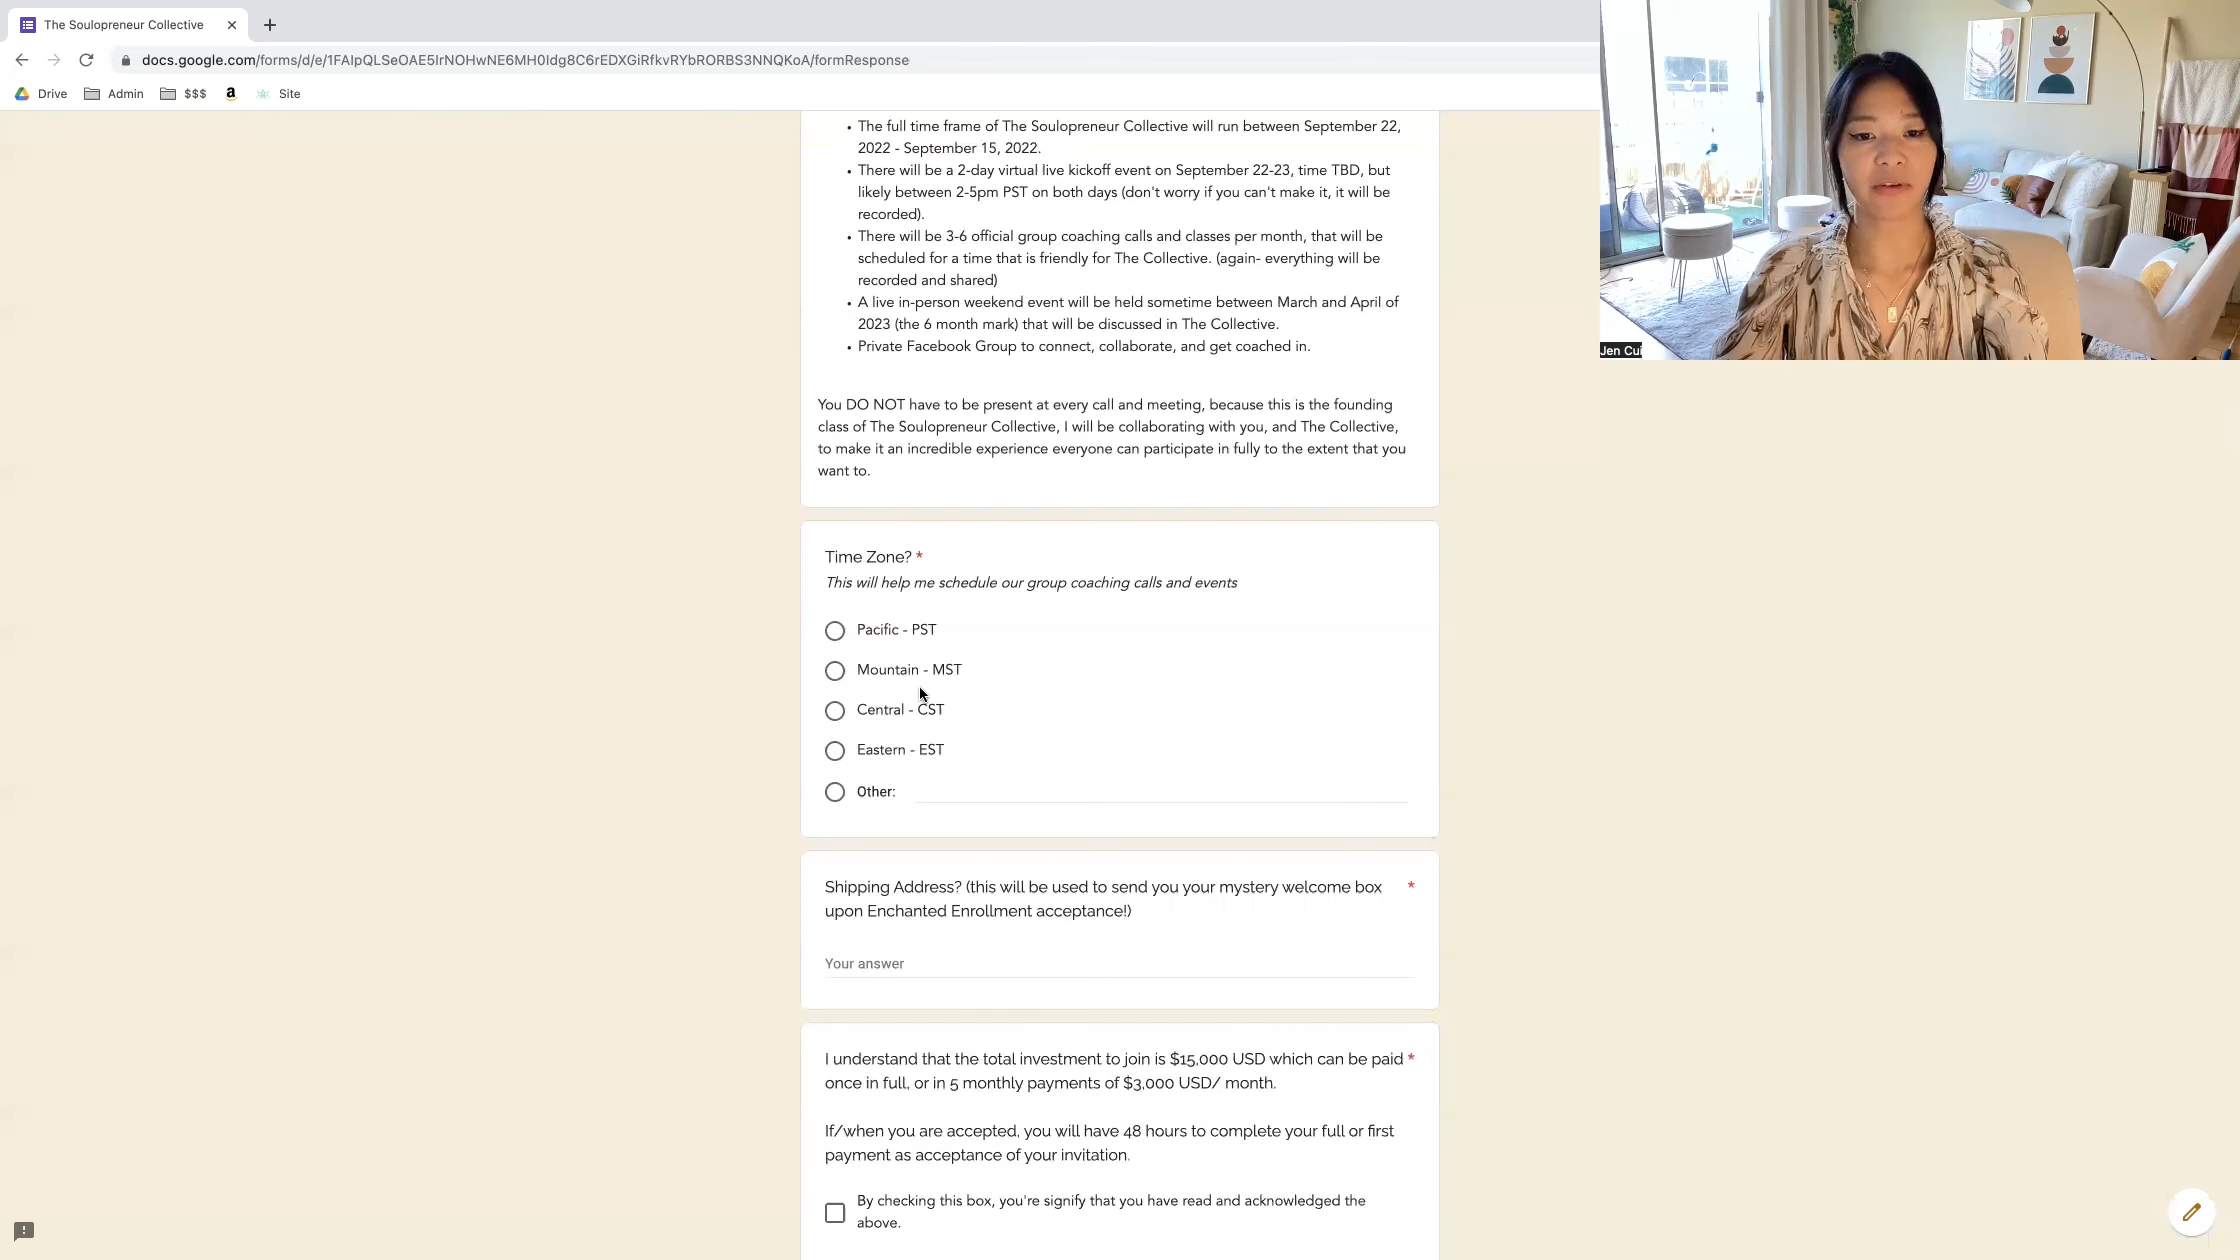 The Soulopreneur Collective
docs.google.com/forms/d/e/1FAIpQLSeOAE5IrNOHwNE6MH0Idg8C6rEDXGiRfkvRYbRORBS3NNQKoA/formResponse
Drive Admin $$$ Site
• The full time frame of The Soulopreneur Collective will run between September 22,
2022 - September 15, 2022.
• There will be a 2-day virtual live kickoff event on September 22-23, time TBD, but
likely between 2-5pm PST on both days (don't worry if you can't make it, it will be
recorded).
• There will be 3-6 official group coaching calls and classes per month, that will be
scheduled for a time that is friendly for The Collective. (again- everything will be
recorded and shared)
• A live in-person weekend event will be held sometime between March and April of
2023 (the 6 month mark) that will be discussed in The Collective.
• Private Facebook Group to connect, collaborate, and get coached in.
Jen Cui
You DO NOT have to be present at every call and meeting, because this is the founding
class of The Soulopreneur Collective, I will be collaborating with you, and The Collective,
to make it an incredible experience everyone can participate in fully to the extent that you
want to.
Time Zone? *
This will help me schedule our group coaching calls and events
Pacific - PST
Mountain - MST
Central - CST
Eastern - EST
Other:
Shipping Address? (this will be used to send you your mystery welcome box *
upon Enchanted Enrollment acceptance!)
Your answer
I understand that the total investment to join is $15,000 USD which can be paid *
once in full, or in 5 monthly payments of $3,000 USD/ month.
If/when you are accepted, you will have 48 hours to complete your full or first
payment as acceptance of your invitation.
By checking this box, you're signify that you have read and acknowledged the
above.